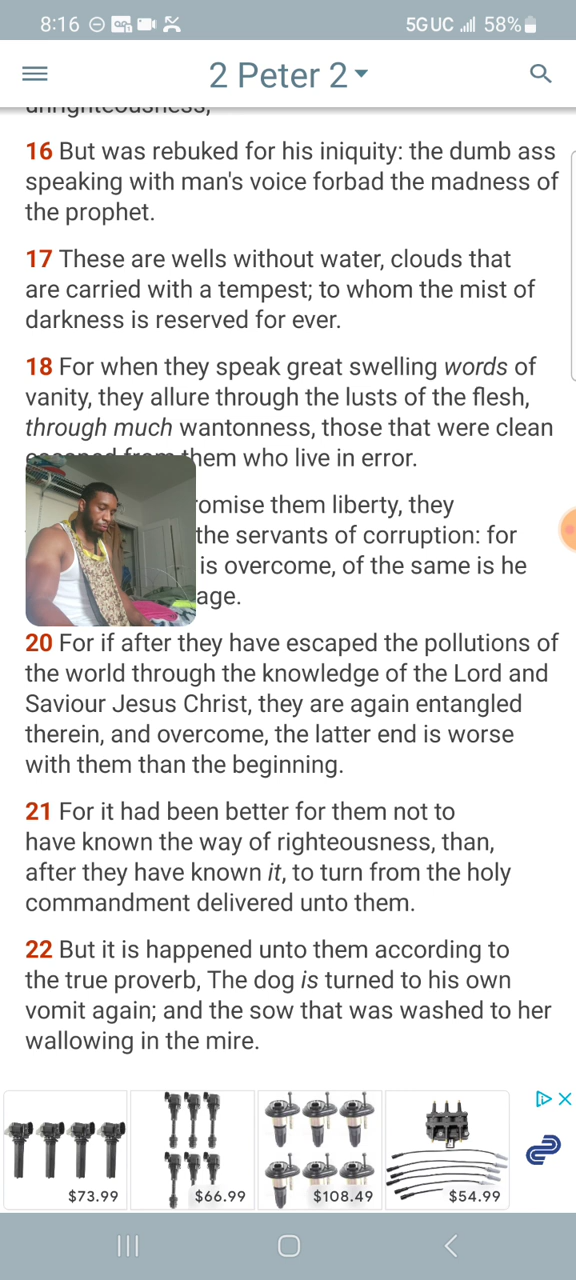 8:16
5G UC 58%
2 Peter 2
unrighteousness,
16 But was rebuked for his iniquity: the dumb ass
speaking with man's voice forbad the madness of
the prophet.
17 These are wells without water, clouds that
are carried with a tempest; to whom the mist of
darkness is reserved for ever.
18 For when they speak great swelling words of
vanity, they allure through the lusts of the flesh,
through much wantonness, those that were clean
escaped from them who live in error.
omise them liberty, they
the servants of corruption: for
is overcome, of the same is he
age.
20 For if after they have escaped the pollutions of
the world through the knowledge of the Lord and
Saviour Jesus Christ, they are again entangled
therein, and overcome, the latter end is worse
with them than the beginning.
21 For it had been better for them not to
have known the way of righteousness, than,
after they have known it, to turn from the holy
commandment delivered unto them.
22 But it is happened unto them according to
the true proverb, The dog is turned to his own
vomit again; and the sow that was washed to her
wallowing in the mire.
$73.99 $66.99 $108.49 $54.99